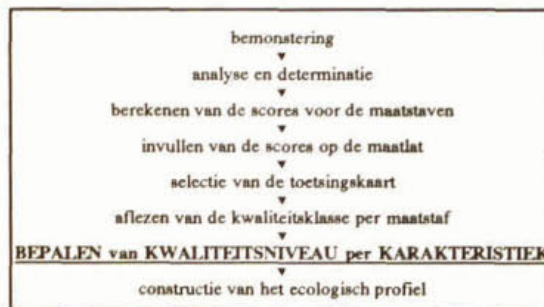 bemonstering
analyse en determinatie
berekenen van de scores voor de maatstaven
invullen van de scores op de maatlat
selectie van de toetsingskaart
aflezen van de kwaliteitsklasse per maatstaf
BEPALEN van KWALITEITSNIVEAU per KARAKTERISTIEK
constructie van het ecologisch profiel